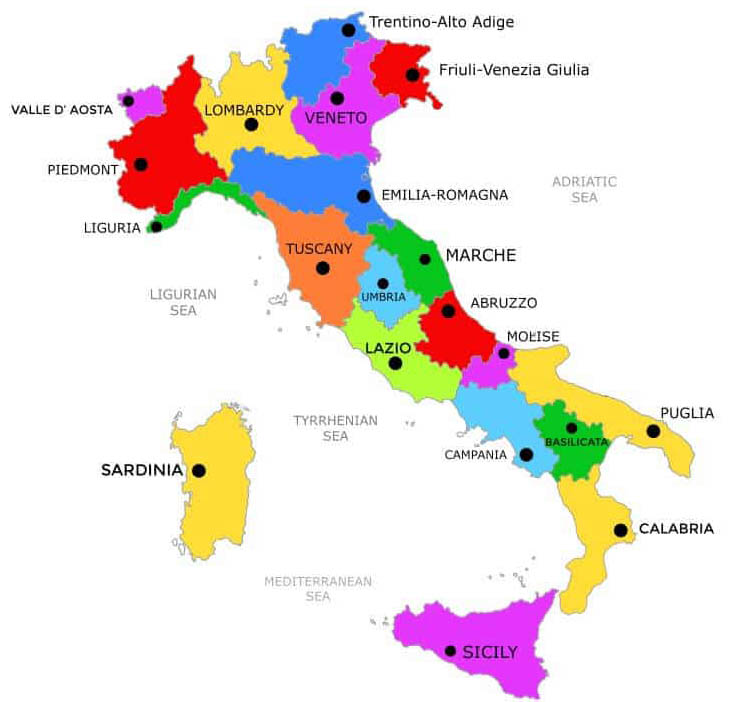 Trentino-Alto Adige
Friuli-Venezia Giulia
VALLE D' AOSTA
LOMBARDY
VENETO
PIEDMONT
ADRIATIC
SEA
EMILIA-ROMAGNA
LIGURIA
TUSCANY
MARCHE
LIGURIAN
SEA
UMBRIA
ABRUZZO
MOLISE
LAZIO
TYRRHENIAN
SEA
PUGLIA
BASILICATA
CAMPANIA
SARDINIA
CALABRIA
MEDITERRANEAN
SEA
SICILY